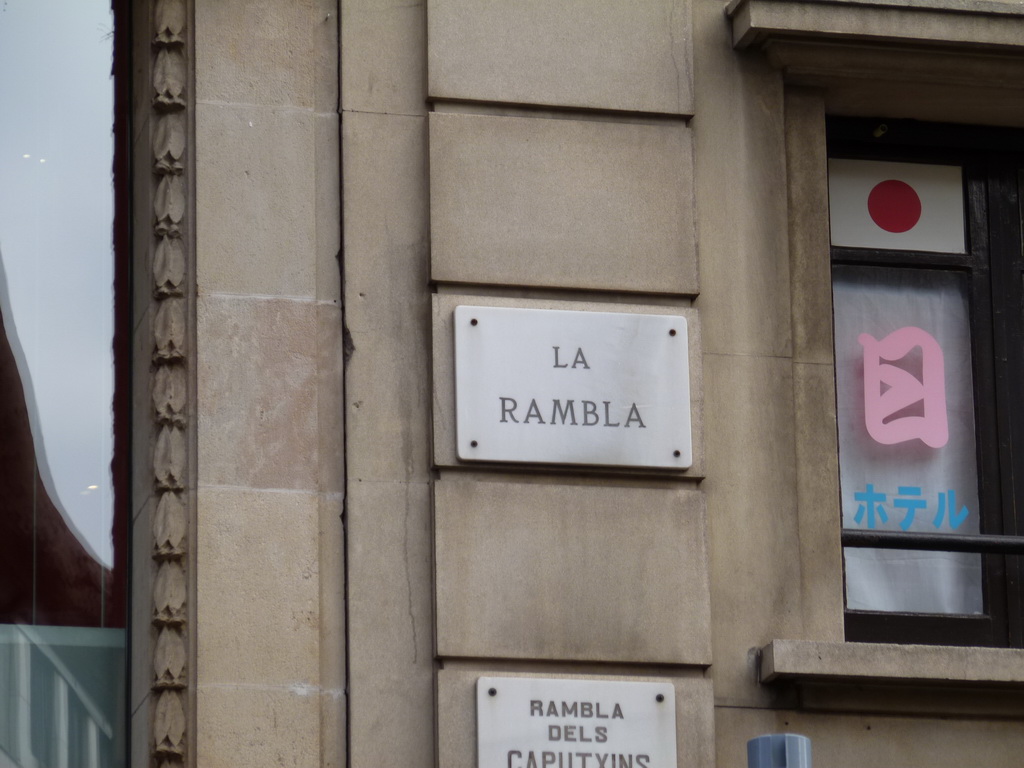 LA
RAMBLA
RAMBLA
DELS
CAPUTXINS
ホテル